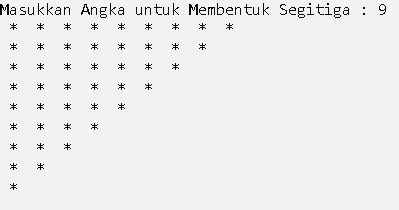 Masukkan Angka untuk Membentuk Segitiga : 9
* * * * * * * * *
* * * * * * * *
* * * * * * *
* * * * * *
* * * * *
* * * *
* * *
* *
*